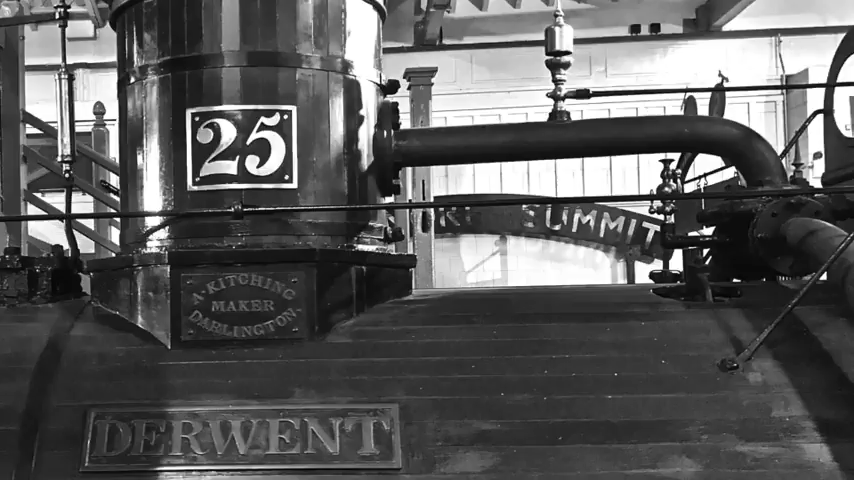 25
SUMMIT
A·KITCHING
MAKER
DARLINGTON·
DERWENT